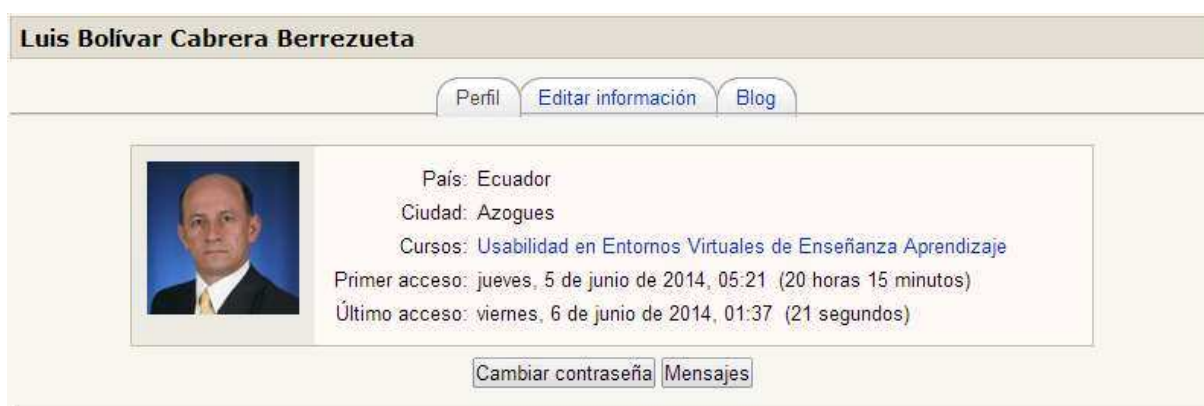 Luis Bolívar Cabrera Berrezueta
Perfil Editar información Blog
País: Ecuador
Ciudad: Azogues
Cursos: Usabilidad en Entornos Virtuales de Enseñanza Aprendizaje
Primer acceso: jueves, 5 de junio de 2014, 05:21 (20 horas 15 minutos)
Último acceso: viernes, 6 de junio de 2014, 01:37 (21 segundos)
Cambiar contraseña Mensajes